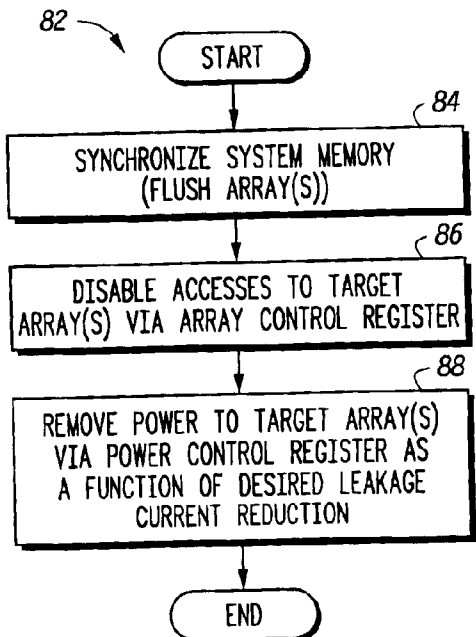 82
START
84
SYNCHRONIZE SYSTEM MEMORY
(FLUSH ARRAY(S))
86
DISABLE ACCESSES TO TARGET
ARRAY(S) VIA ARRAY CONTROL REGISTER
88
REMOVE POWER TO TARGET ARRAY(S)
VIA POWER CONTROL REGISTER AS
A FUNCTION OF DESIRED LEAKAGE
CURRENT REDUCTION
END